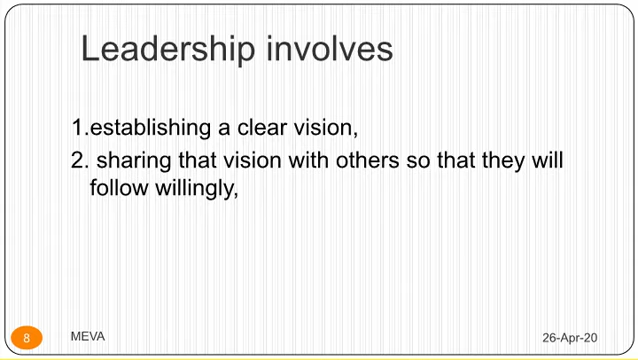 Leadership involves
1.establishing a clear vision,
2. sharing that vision with others so that they will
follow willingly,
8
MEVA
26-Apr-20